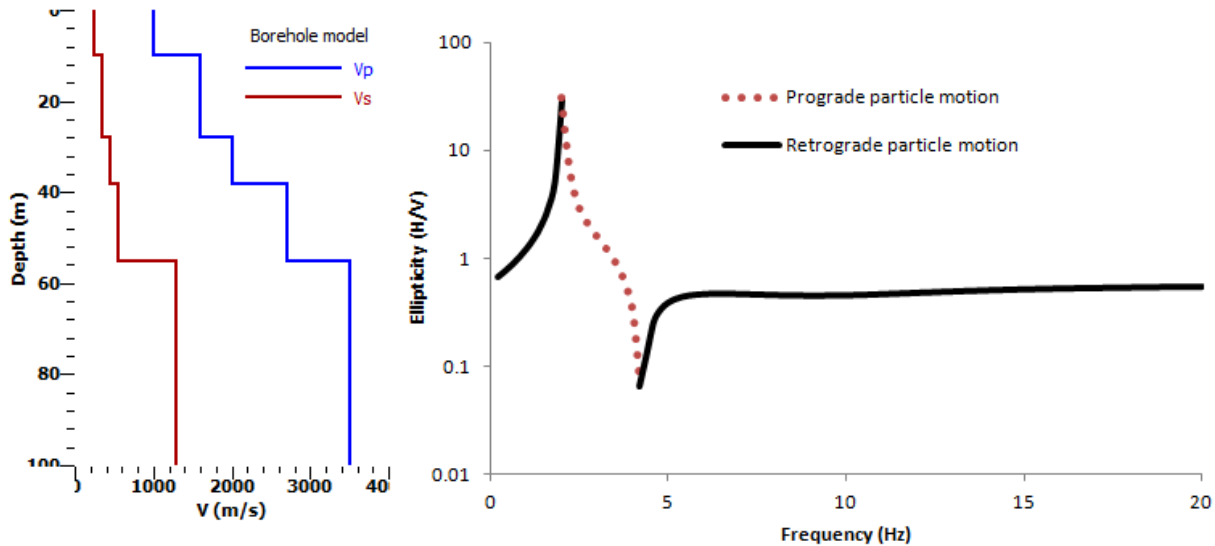 Borehole model
Vp
Vs
20
40
60
80
100
Depth (m)
0
1000
2000
3000
V (m/s)
100
10
1
0.1
0.01
Ellipticity (H/V)
Prograde particle motion
Retrograde particle motion
0
5
10
15
20
Frequency (Hz)